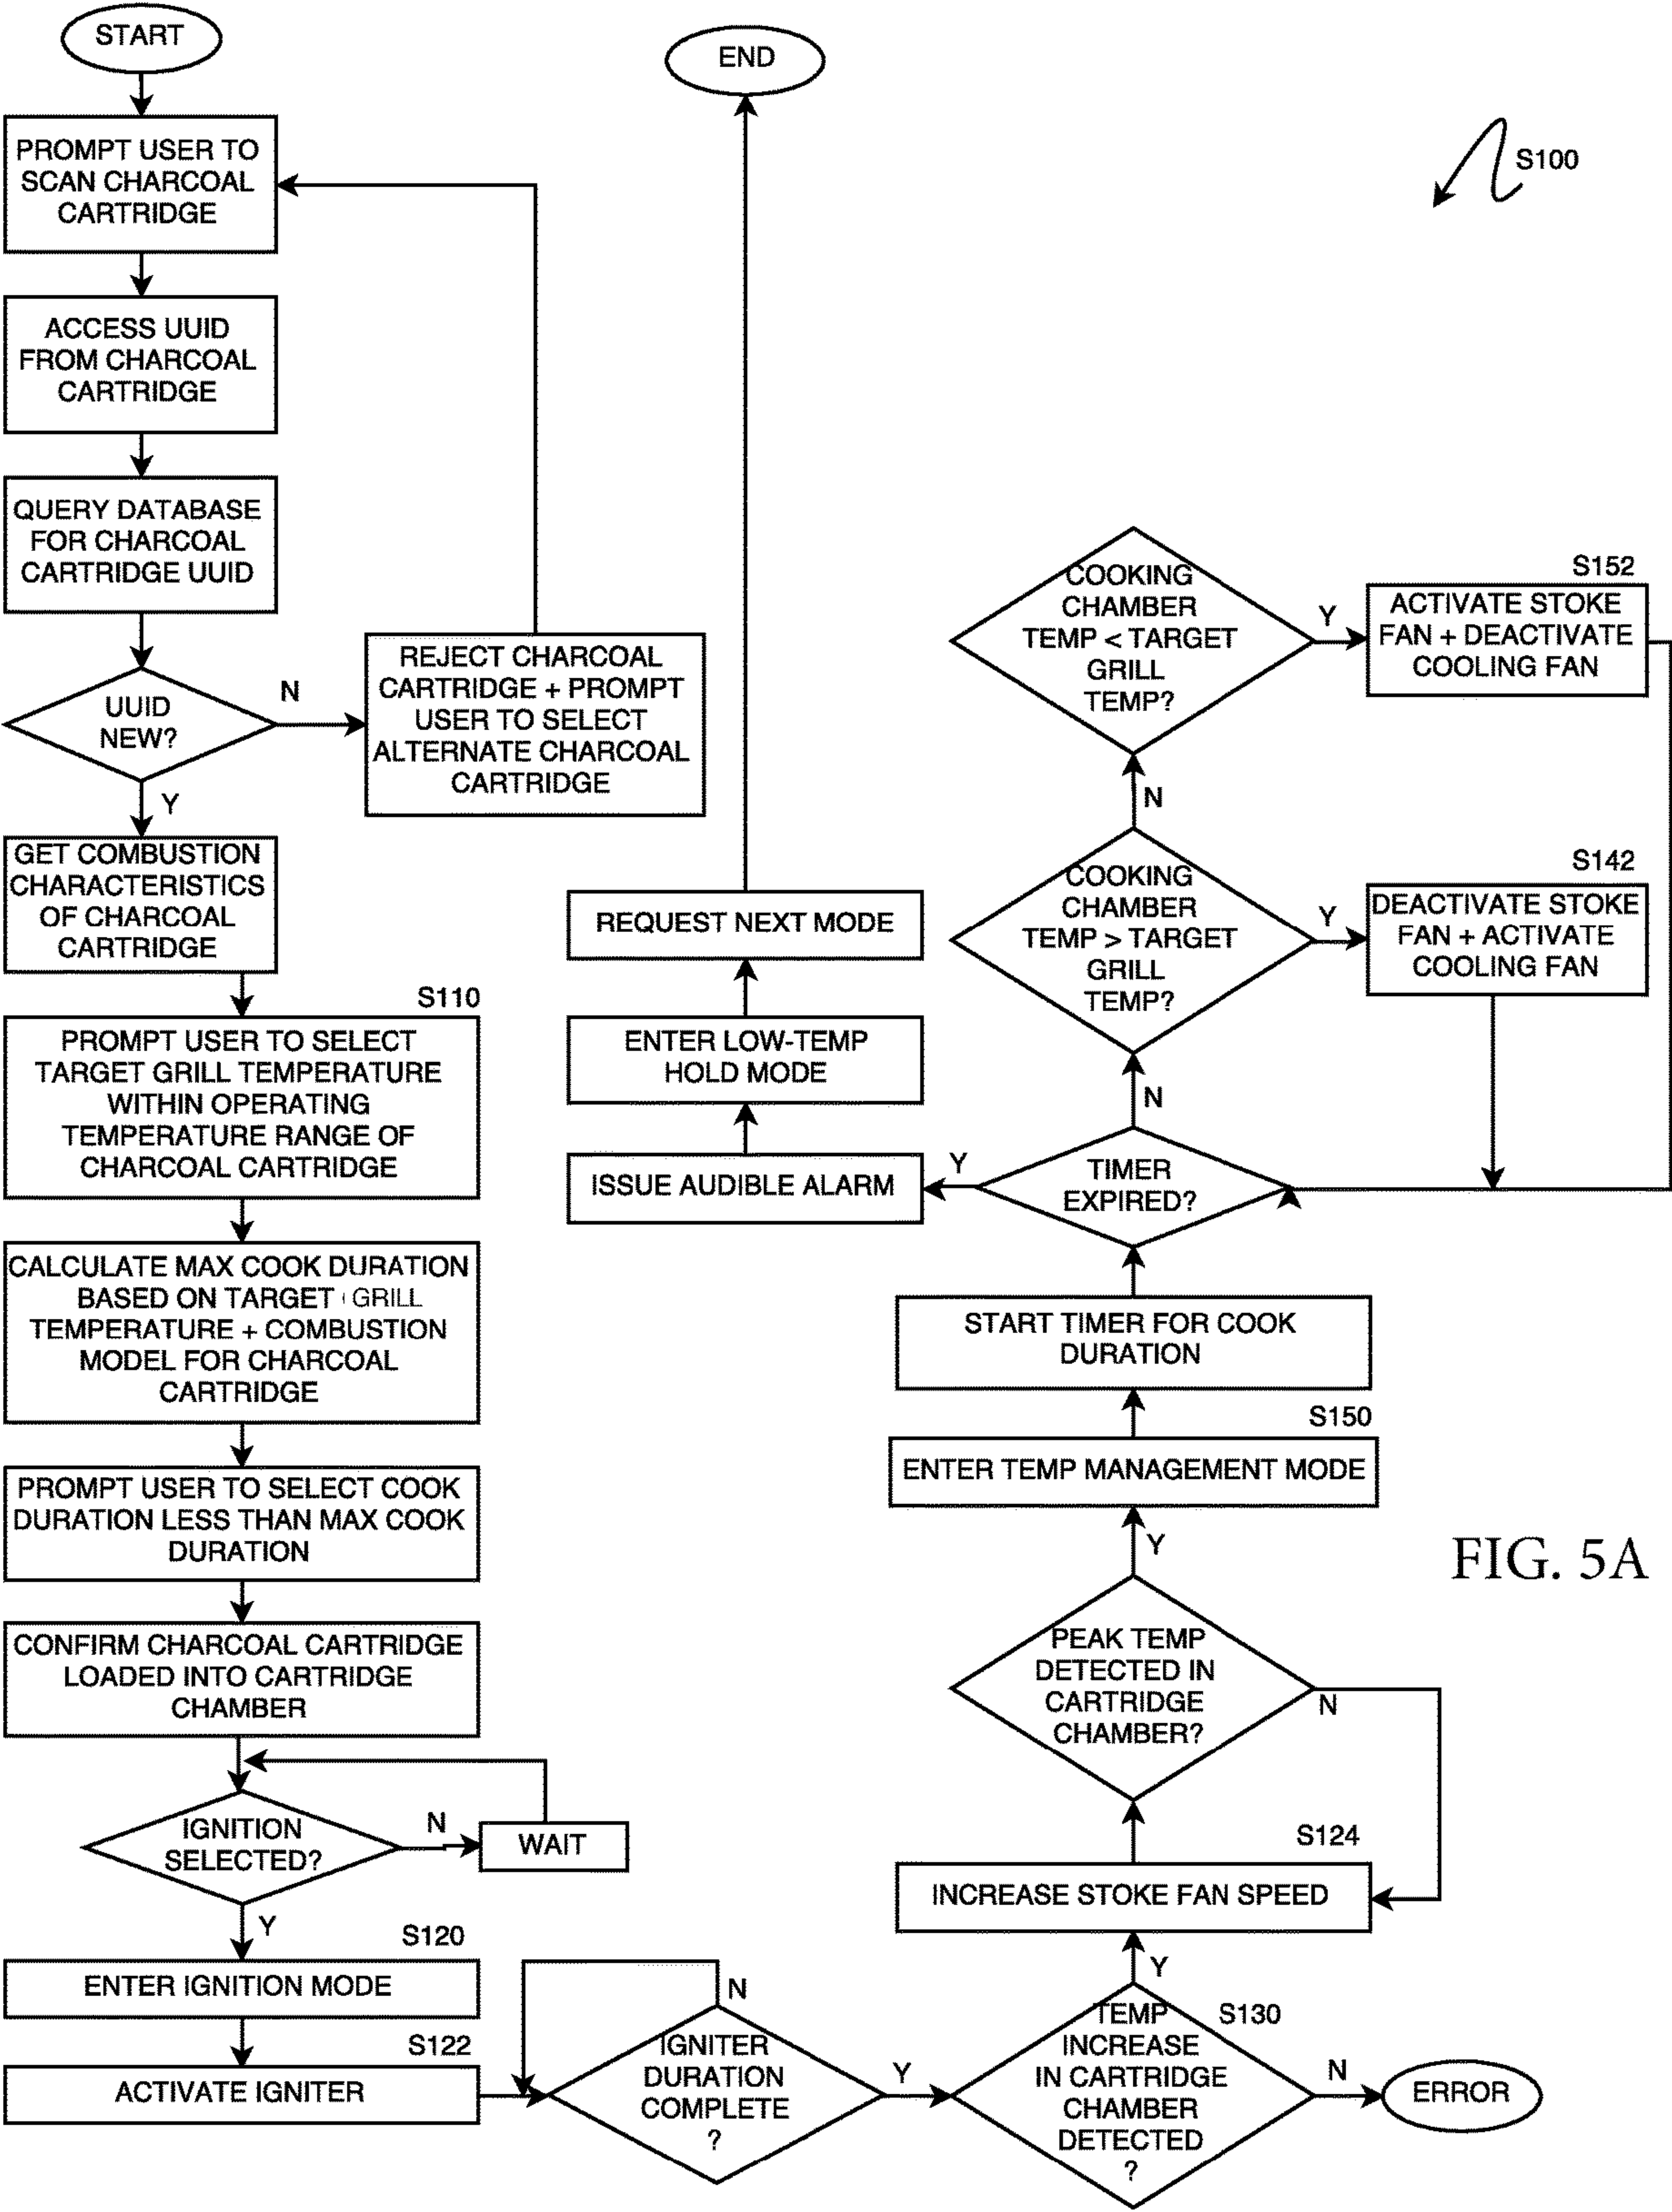 START
PROMPT USER TO
SCAN CHARCOAL
CARTRIDGE
ACCESS UUID
FROM CHARCOAL
CARTRIDGE
QUERY DATABASE
FOR CHARCOAL
CARTRIDGE UUID
UUID
NEW?
N
REJECT CHARCOAL
CARTRIDGE + PROMPT
USER TO SELECT
ALTERNATE CHARCOAL
CARTRIDGE
Y
GET COMBUSTION
CHARACTERISTICS
OF CHARCOAL
CARTRIDGE
S110
PROMPT USER TO SELECT
TARGET GRILL TEMPERATURE
WITHIN OPERATING
TEMPERATURE RANGE OF
CHARCOAL CARTRIDGE
CALCULATE MAX COOK DURATION
BASED ON TARGET GRILL
TEMPERATURE + COMBUSTION
MODEL FOR CHARCOAL
CARTRIDGE
PROMPT USER TO SELECT COOK
DURATION LESS THAN MAX COOK
DURATION
CONFIRM CHARCOAL CARTRIDGE
LOADED INTO CARTRIDGE
CHAMBER
IGNITION
SELECTED?
N
WAIT
Y
S120
ENTER IGNITION MODE
S122
ACTIVATE IGNITER
N
IGNITER
DURATION
COMPLETE
?
Y
TEMP
INCREASE
IN CARTRIDGE
CHAMBER
DETECTED
?
S130
N
ERROR
Y
S124
INCREASE STOKE FAN SPEED
PEAK TEMP
DETECTED IN
CARTRIDGE
CHAMBER?
N
Y
S150
ENTER TEMP MANAGEMENT MODE
START TIMER FOR COOK
DURATION
TIMER
EXPIRED?
Y
ISSUE AUDIBLE ALARM
ENTER LOW-TEMP
HOLD MODE
REQUEST NEXT MODE
END
N
COOKING
CHAMBER
TEMP > TARGET
GRILL
TEMP?
Y
S142
DEACTIVATE STOKE
FAN + ACTIVATE
COOLING FAN
N
COOKING
CHAMBER
TEMP < TARGET
GRILL
TEMP?
Y
S152
ACTIVATE STOKE
FAN + DEACTIVATE
COOLING FAN
S100
FIG. 5A